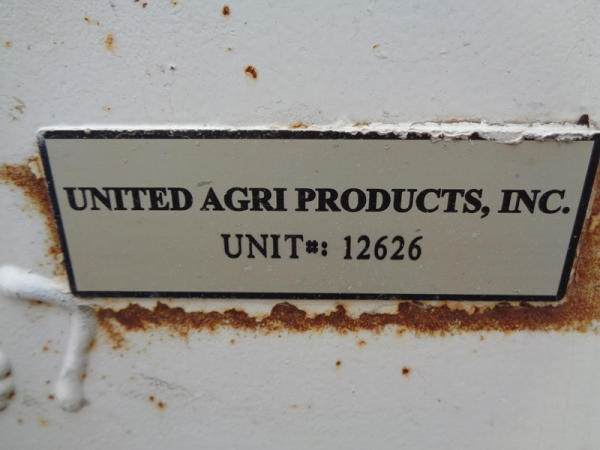 UNITED AGRI PRODUCTS, INC.
UNIT#: 12626